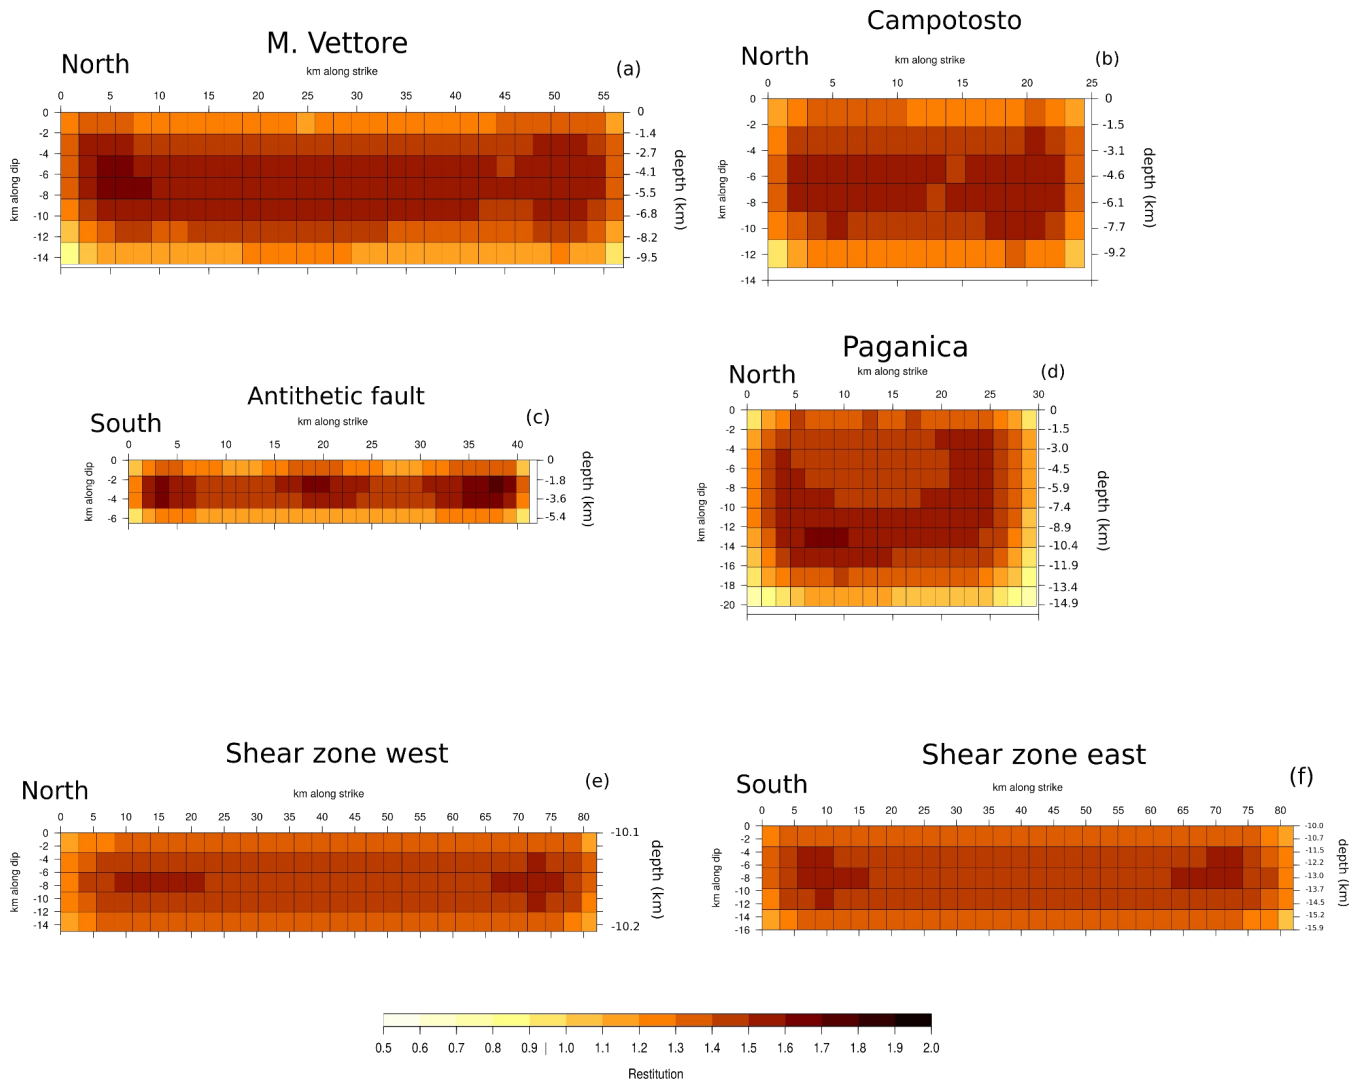 M. Vettore
North
km along strike
(a)
0 5 10 15 20 25 30 35 40 45 50 55
km along dip
0 -2 -4 -6 -8 -10 -12 -14
0 -1.4 -2.7 -4.1 -5.5 -6.8 -8.2 -9.5
depth (km)
Campotosto
North
km along strike
(b)
0 5 10 15 20 25
km along dip
0 -2 -4 -6 -8 -10 -12 -14
0 -1.5 -3.1 -4.6 -6.1 -7.7 -9.2
depth (km)
Antithetic fault
South
km along strike
(c)
0 5 10 15 20 25 30 35 40
km along dip
0 -2 -4 -6
0 -1.8 -3.6 -5.4
depth (km)
Paganica
North
km along strike
(d)
0 5 10 15 20 25 30
km along dip
0 -2 -4 -6 -8 -10 -12 -14 -16 -18 -20
0 -1.5 -3.0 -4.5 -5.9 -7.4 -8.9 -10.4 -11.9 -13.4 -14.9
depth (km)
Shear zone west
North
km along strike
(e)
0 5 10 15 20 25 30 35 40 45 50 55 60 65 70 75 80
km along dip
0 -2 -4 -6 -8 -10 -12 -14
-10.1 -10.2
depth (km)
Shear zone east
South
km along strike
(f)
0 5 10 15 20 25 30 35 40 45 50 55 60 65 70 75 80
km along dip
0 -2 -4 -6 -8 -10 -12 -14 -16
-10.0 -10.7 -11.5 -12.2 -13.0 -13.7 -14.5 -15.2 -15.9
depth (km)
0.5 0.6 0.7 0.8 0.9 | 1.0 1.1 1.2 1.3 1.4 1.5 1.6 1.7 1.8 1.9 2.0
Restitution